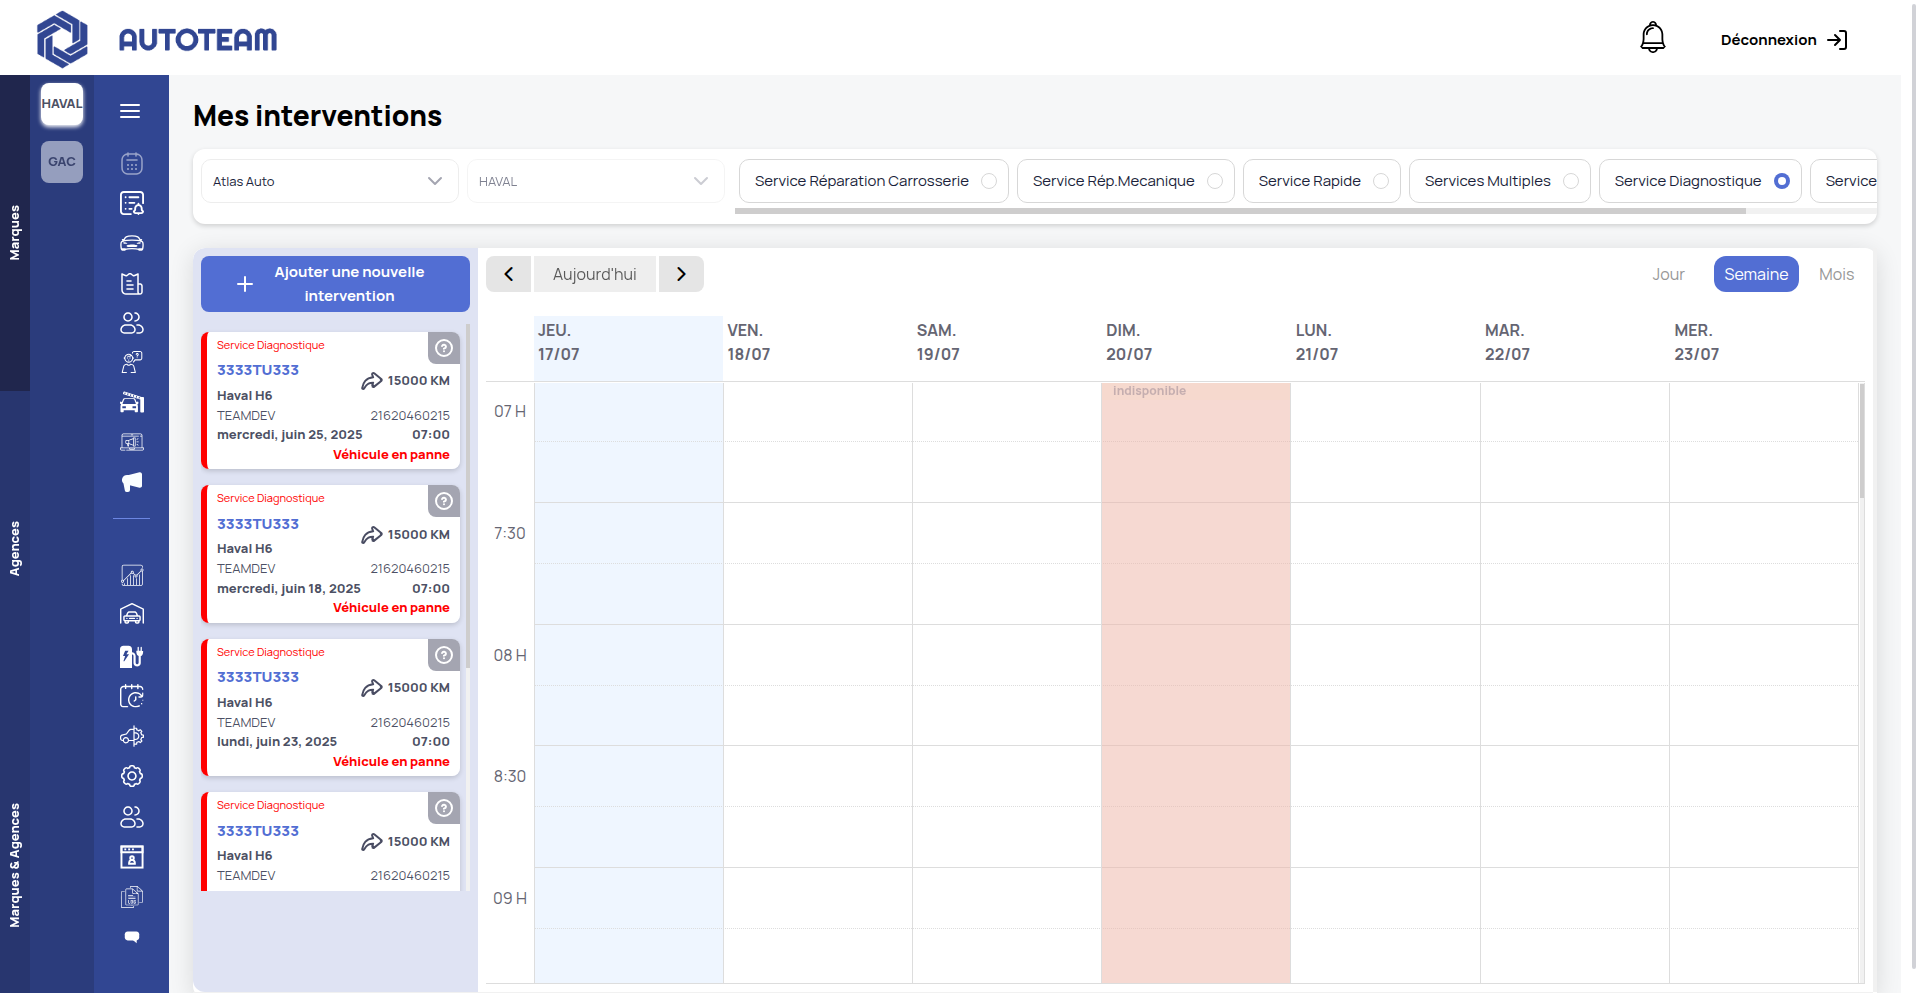 AUTOTEAM
Déconnexion
HAVAL
GAC
Marques
Agences
Marques & Agences
Mes interventions
Atlas Auto
HAVAL
Service Réparation Carrosserie
Service Rép.Mecanique
Service Rapide
Services Multiples
Service Diagnostique
Service
Ajouter une nouvelle
intervention
Service Diagnostique
3333TU333
15000 KM
Haval H6
TEAMDEV 21620460215
mercredi, juin 25, 2025 07:00
Véhicule en panne
Service Diagnostique
3333TU333
15000 KM
Haval H6
TEAMDEV 21620460215
mercredi, juin 18, 2025 07:00
Véhicule en panne
Service Diagnostique
3333TU333
15000 KM
Haval H6
TEAMDEV 21620460215
lundi, juin 23, 2025 07:00
Véhicule en panne
Service Diagnostique
3333TU333
15000 KM
Haval H6
TEAMDEV 21620460215
Aujourd'hui
Jour Semaine Mois
JEU. VEN. SAM. DIM. LUN. MAR. MER.
17/07 18/07 19/07 20/07 21/07 22/07 23/07
indisponible
07 H
7:30
08 H
8:30
09 H